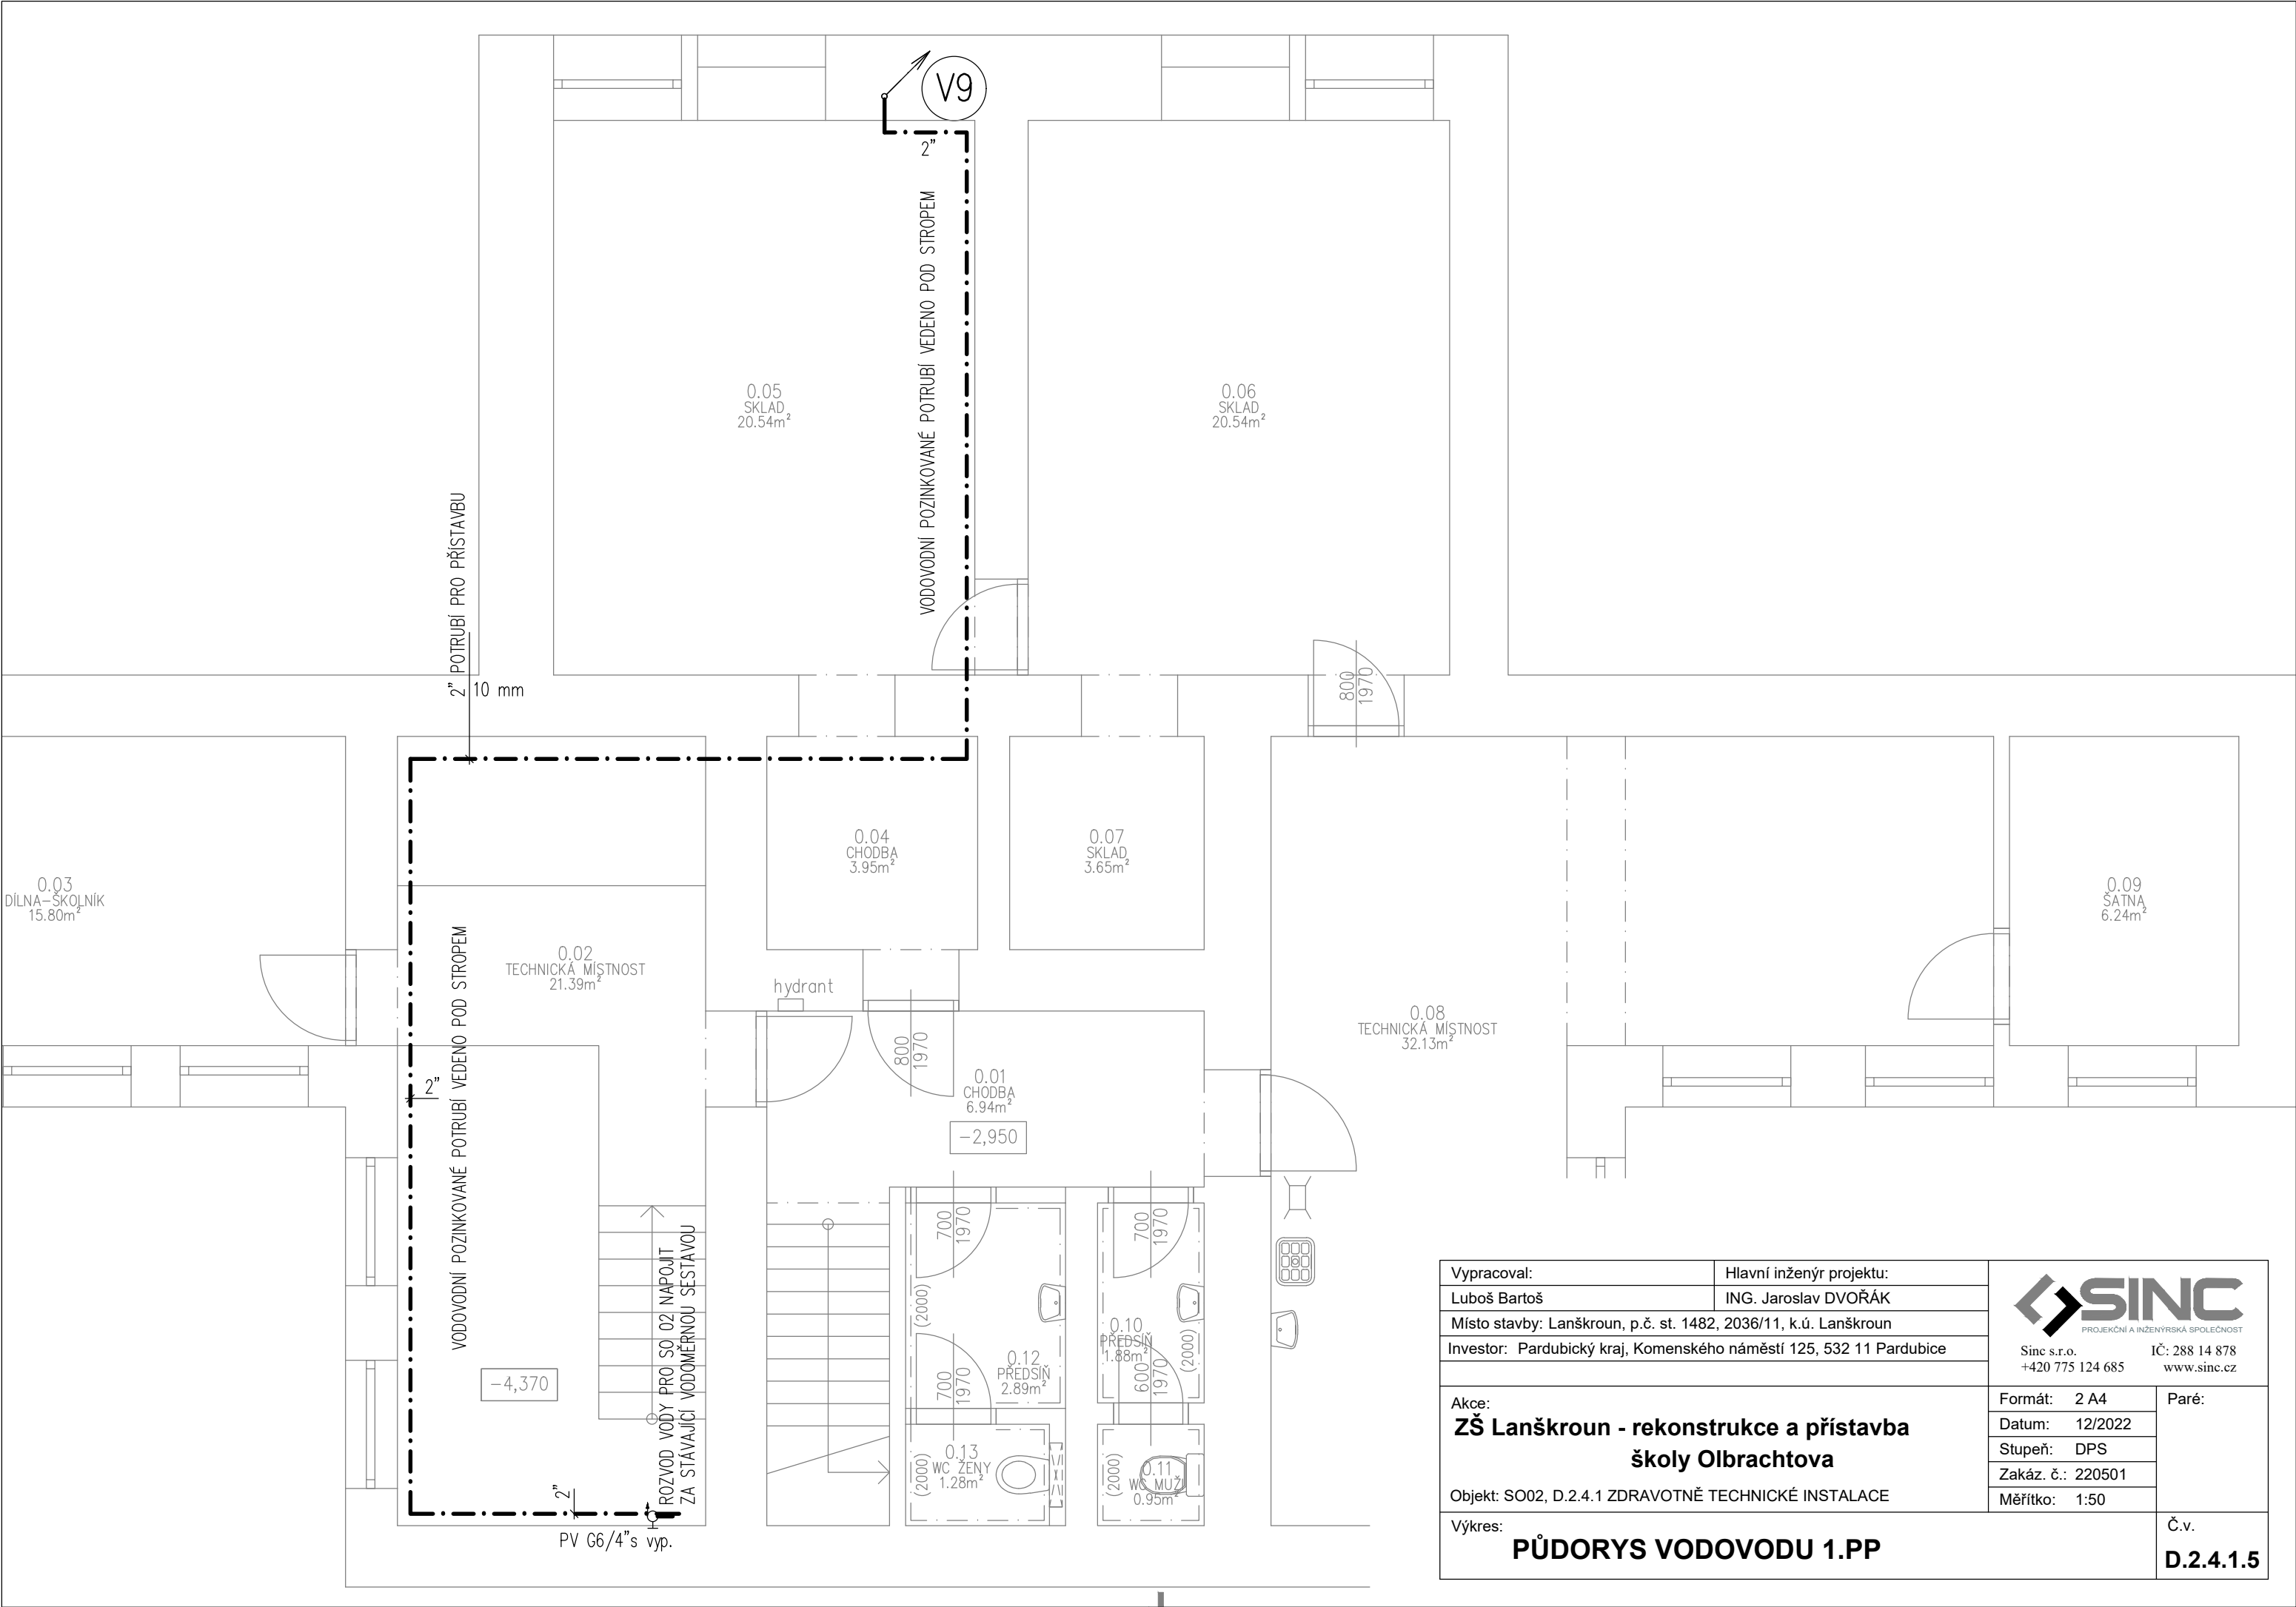 V9
2"
VODOVODNÍ POZINKOVANÉ POTRUBÍ VEDENO POD STROPEM
0.05
SKLAD
20.54m²
0.06
SKLAD
20.54m²
2" POTRUBÍ PRO PŘÍSTAVBU
10 mm
800
1970
0.03
DÍLNA-ŠKOLNÍK
15.80m²
0.04
CHODBA
3.95m²
0.07
SKLAD
3.65m²
0.09
ŠATNA
6.24m²
0.02
TECHNICKÁ MÍSTNOST
21.39m²
hydrant
0.08
TECHNICKÁ MÍSTNOST
32.13m²
800
1970
0.01
CHODBA
6.94m²
-2,950
2"
VODOVODNÍ POZINKOVANÉ POTRUBÍ VEDENO POD STROPEM
700
1970
700
1970
(2000)
0.10
PŘEDSÍŇ
1.88m²
(2000)
0.12
PŘEDSÍŇ
2.89m²
700
1970
600
1970
-4,370
ROZVOD VODY PRO SO 02 NAPOJIT
ZA STÁVAJÍCÍ VODOMĚRNOU SESTAVOU
0.13
WC ŽENY
1.28m²
(2000)
0.11
WC MUŽI
0.95m²
(2000)
2"
PV G6/4"s vyp.
Vypracoval:
Hlavní inženýr projektu:
Luboš Bartoš
ING. Jaroslav DVOŘÁK
Místo stavby: Lanškroun, p.č. st. 1482, 2036/11, k.ú. Lanškroun
Investor: Pardubický kraj, Komenského náměstí 125, 532 11 Pardubice
SINC
PROJEKČNÍ A INŽENÝRSKÁ SPOLEČNOST
Sinc s.r.o. IČ: 288 14 878
+420 775 124 685 www.sinc.cz
Akce:
ZŠ Lanškroun - rekonstrukce a přístavba
školy Olbrachtova
Objekt: SO02, D.2.4.1 ZDRAVOTNĚ TECHNICKÉ INSTALACE
Formát: 2 A4
Datum: 12/2022
Stupeň: DPS
Zakáz. č.: 220501
Měřítko: 1:50
Paré:
Výkres:
PŮDORYS VODOVODU 1.PP
Č.v.
D.2.4.1.5